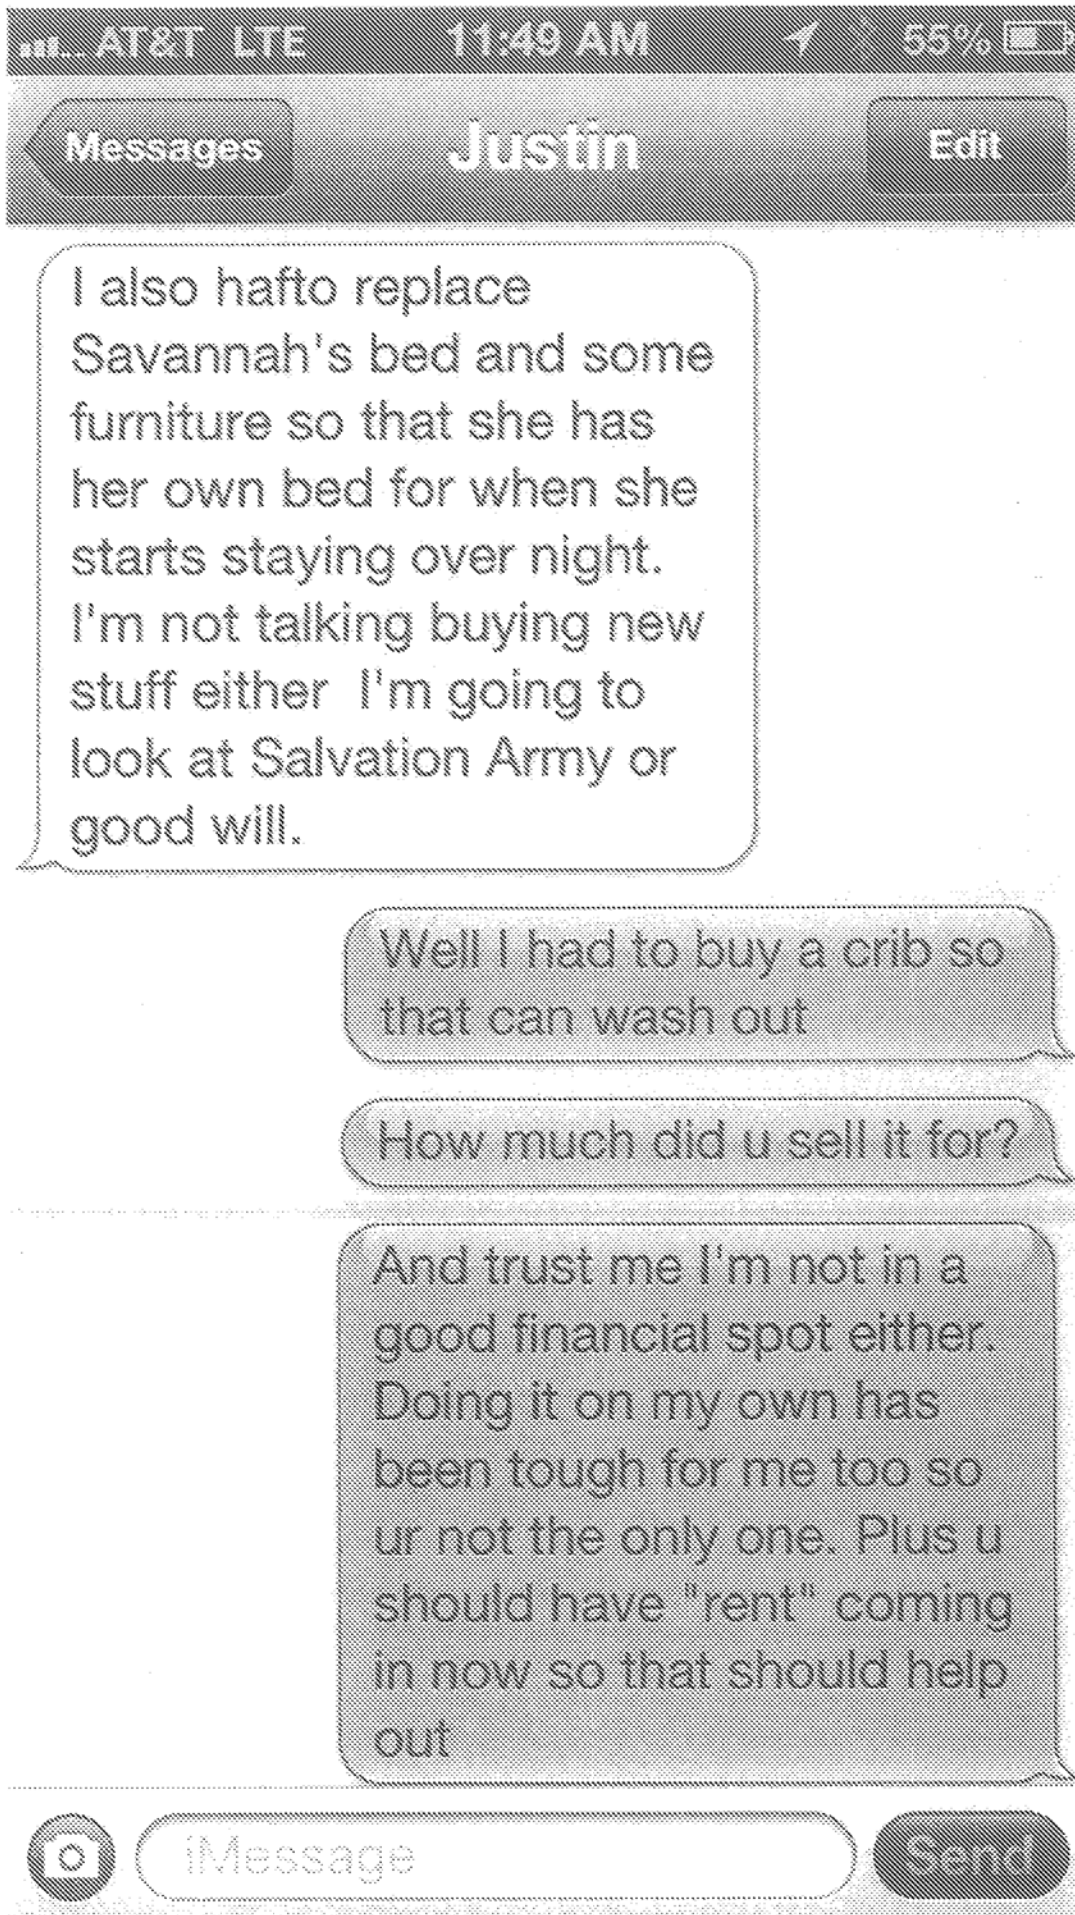 AT&T LTE 11:49 AM 55%
Messages Justin Edit
I also hafto replace
Savannah's bed and some
furniture so that she has
her own bed for when she
starts staying over night.
I'm not talking buying new
stuff either  I'm going to
look at Salvation Army or
good will.
Well I had to buy a crib so
that can wash out
How much did u sell it for?
And trust me I'm not in a
good financial spot either.
Doing it on my own has
been tough for me too so
ur not the only one. Plus u
should have "rent" coming
in now so that should help
out
iMessage Send